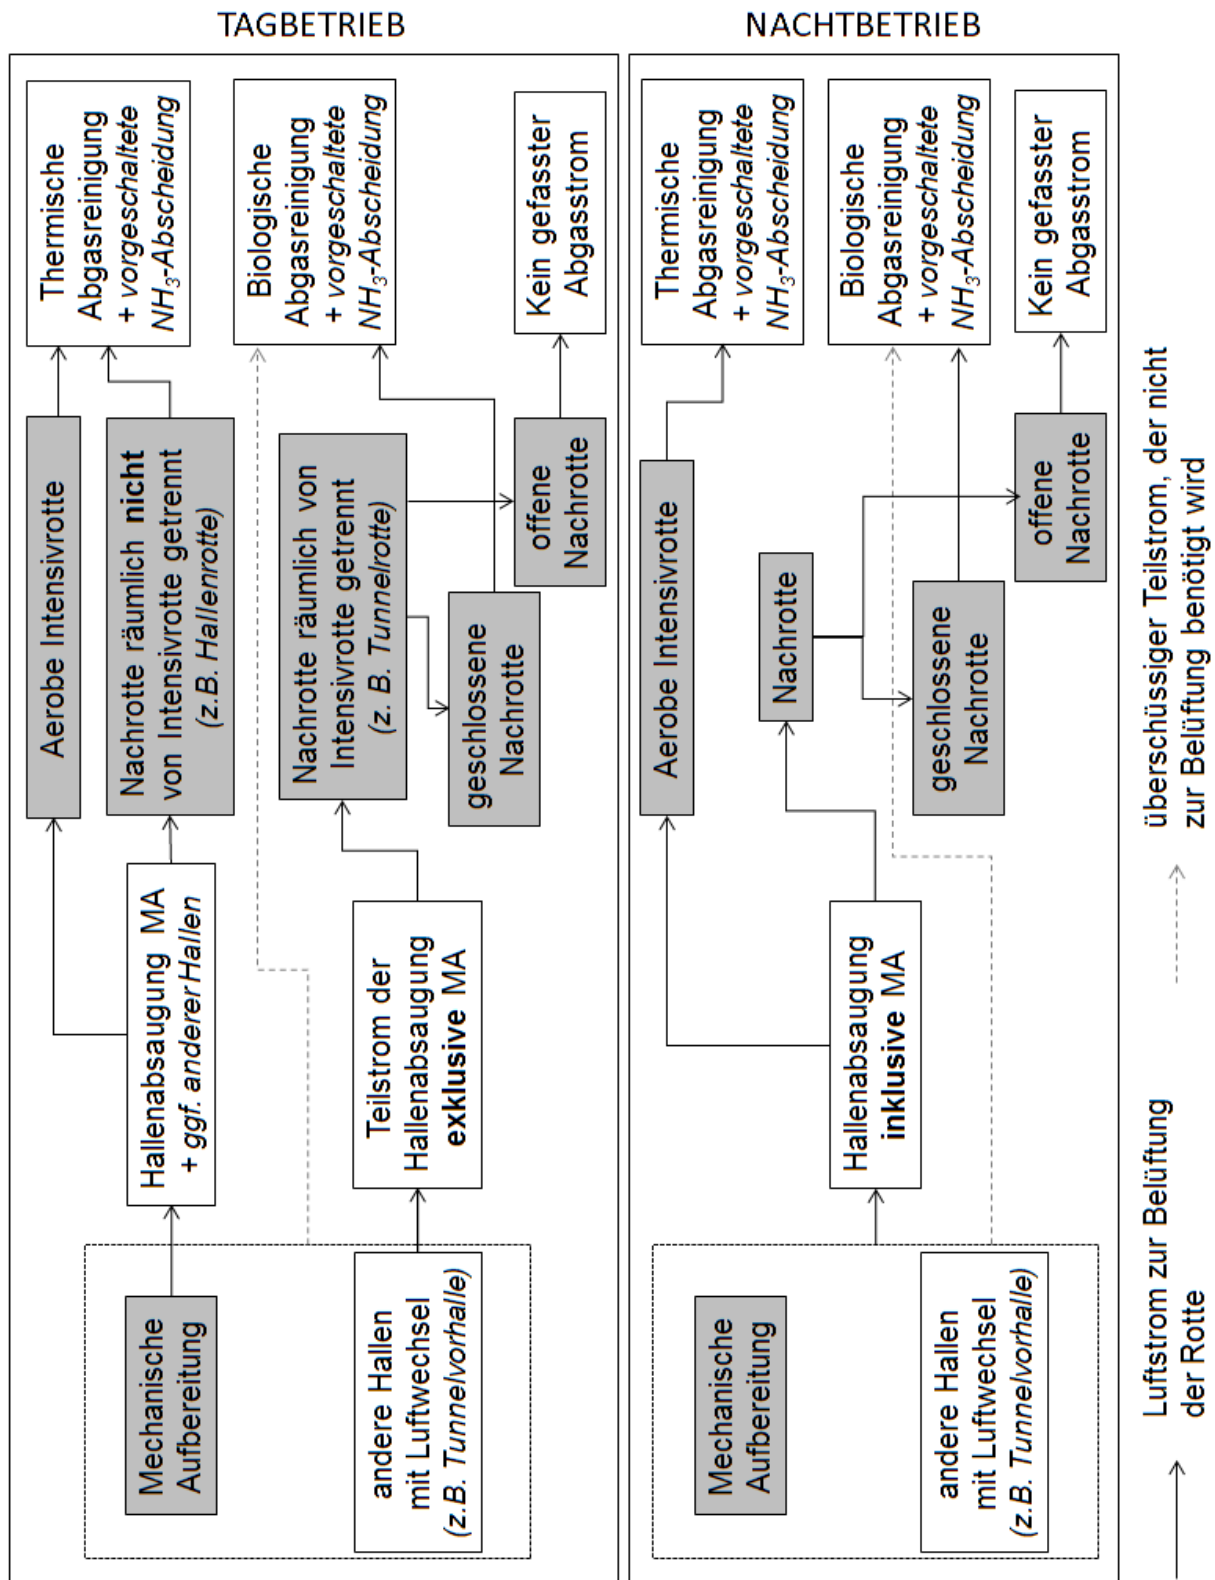 TAGBETRIEB
Mechanische
Aufbereitung
andere Hallen
mit Luftwechsel
(z.B. Tunnelvorhalle)
Hallenabsaugung MA
+ ggf. anderer Hallen
Teilstrom der
Hallenabsaugung
exklusive MA
Aerobe Intensivrotte
Nachrotte räumlich nicht
von Intensivrotte getrennt
(z.B. Hallenrotte)
Nachrotte räumlich von
Intensivrotte getrennt
(z. B. Tunnelrotte)
geschlossene
Nachrotte
offene
Nachrotte
Thermische
Abgasreinigung
+ vorgeschaltete
NH₃-Abscheidung
Biologische
Abgasreinigung
+ vorgeschaltete
NH₃-Abscheidung
Kein gefasster
Abgasstrom
NACHTBETRIEB
Mechanische
Aufbereitung
andere Hallen
mit Luftwechsel
(z.B. Tunnelvorhalle)
Hallenabsaugung
inklusive MA
Aerobe Intensivrotte
Nachrotte
geschlossene
Nachrotte
offene
Nachrotte
Thermische
Abgasreinigung
+ vorgeschaltete
NH₃-Abscheidung
Biologische
Abgasreinigung
+ vorgeschaltete
NH₃-Abscheidung
Kein gefasster
Abgasstrom
Luftstrom zur Belüftung
der Rotte
überschüssiger Teilstrom, der nicht
zur Belüftung benötigt wird